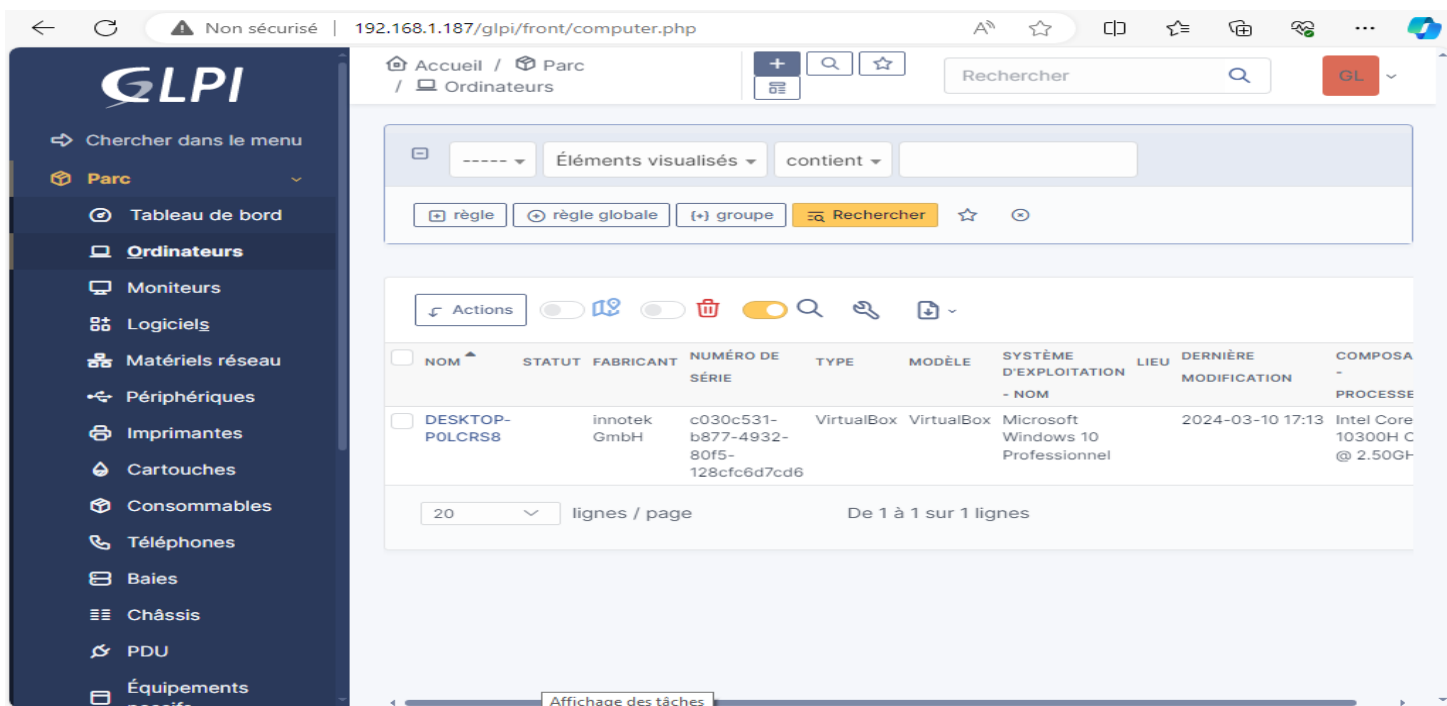 Non sécurisé | 192.168.1.187/glpi/front/computer.php
GLPI
Chercher dans le menu
Parc
Tableau de bord
Ordinateurs
Moniteurs
Logiciels
Matériels réseau
Périphériques
Imprimantes
Cartouches
Consommables
Téléphones
Baies
Châssis
PDU
Équipements
Accueil / Parc
/ Ordinateurs
Rechercher
GL
----- Éléments visualisés contient
règle règle globale groupe Rechercher
Actions
NOM STATUT FABRICANT NUMÉRO DE SÉRIE TYPE MODÈLE SYSTÈME D'EXPLOITATION - NOM LIEU DERNIÈRE MODIFICATION COMPOSA - PROCESSE
DESKTOP- innotek c030c531- VirtualBox VirtualBox Microsoft 2024-03-10 17:13 Intel Core
P0LCRS8 GmbH b877-4932- Windows 10 10300H C
80f5- Professionnel @ 2.50GH
128cfc6d7cd6
20 lignes / page De 1 à 1 sur 1 lignes
Affichage des tâches